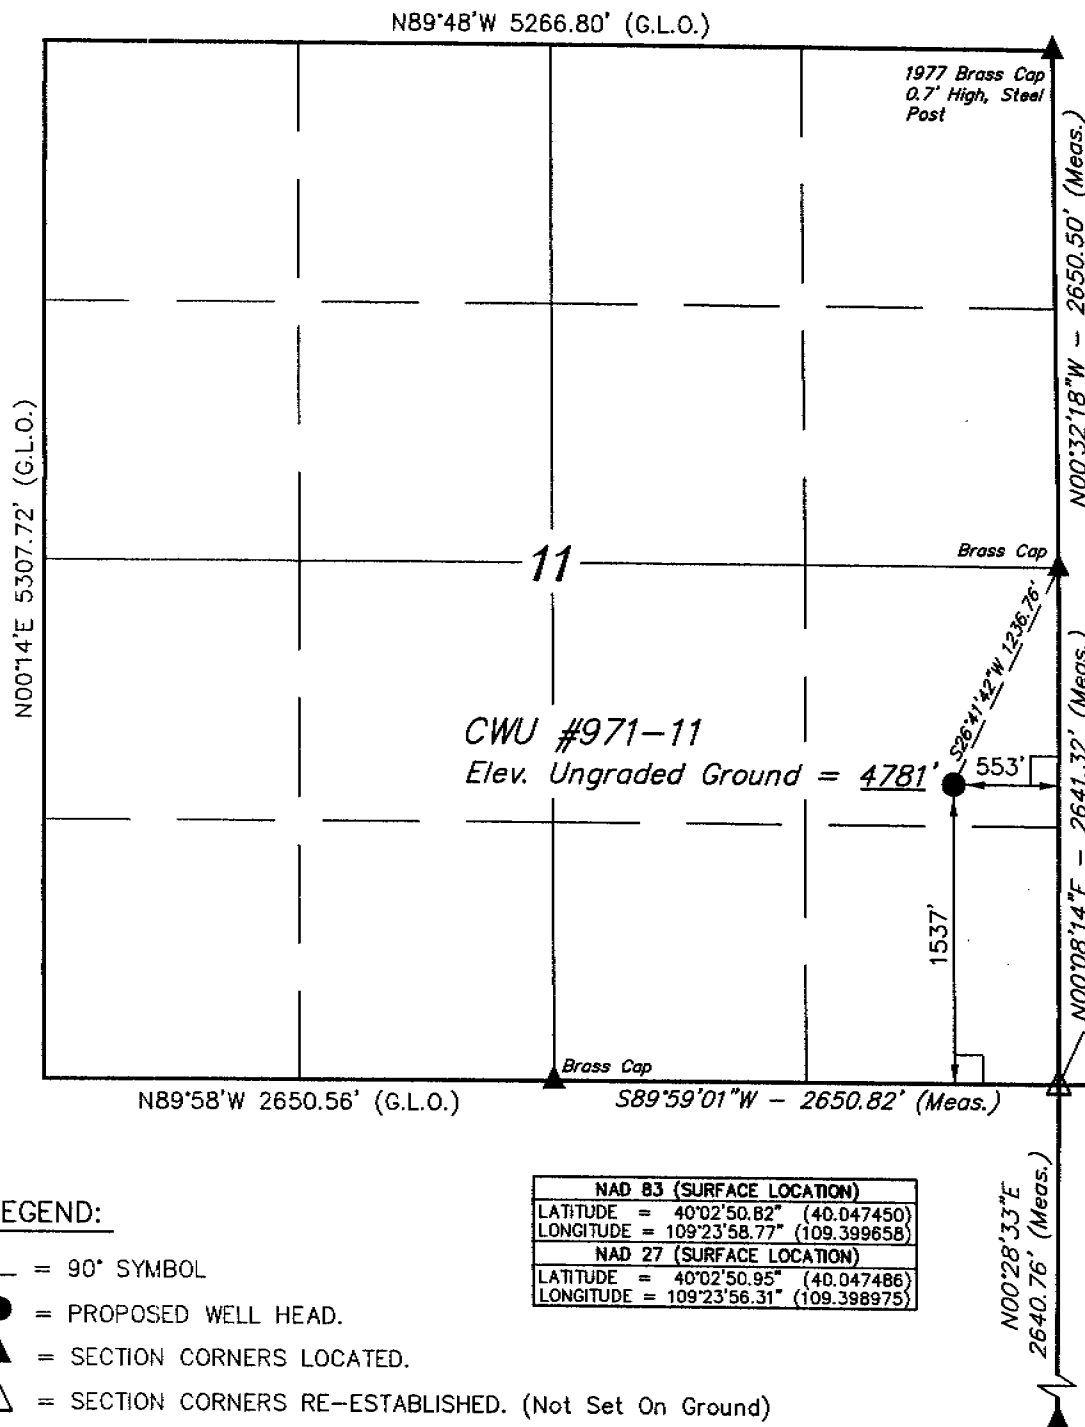 N89°48'W 5266.80' (G.L.O.)
1977 Brass Cap
0.7' High, Steel
Post
N00°32'18"W - 2650.50' (Meas.)
N00°14'E 5307.72' (G.L.O.)
11
Brass Cap
S26°41'42"W 1236.76'
CWU #971-11
Elev. Ungraded Ground = 4781'
553'
N00°08'14"E - 2641.32' (Meas.)
1537'
Brass Cap
N89°58'W 2650.56' (G.L.O.)
S89°59'01"W - 2650.82' (Meas.)
N00°28'33"E
2640.76' (Meas.)
EGEND:
= 90° SYMBOL
= PROPOSED WELL HEAD.
= SECTION CORNERS LOCATED.
= SECTION CORNERS RE-ESTABLISHED. (Not Set On Ground)
NAD 83 (SURFACE LOCATION)
LATITUDE = 40°02'50.82" (40.047450)
LONGITUDE = 109°23'58.77" (109.399658)
NAD 27 (SURFACE LOCATION)
LATITUDE = 40°02'50.95" (40.047486)
LONGITUDE = 109°23'56.31" (109.398975)